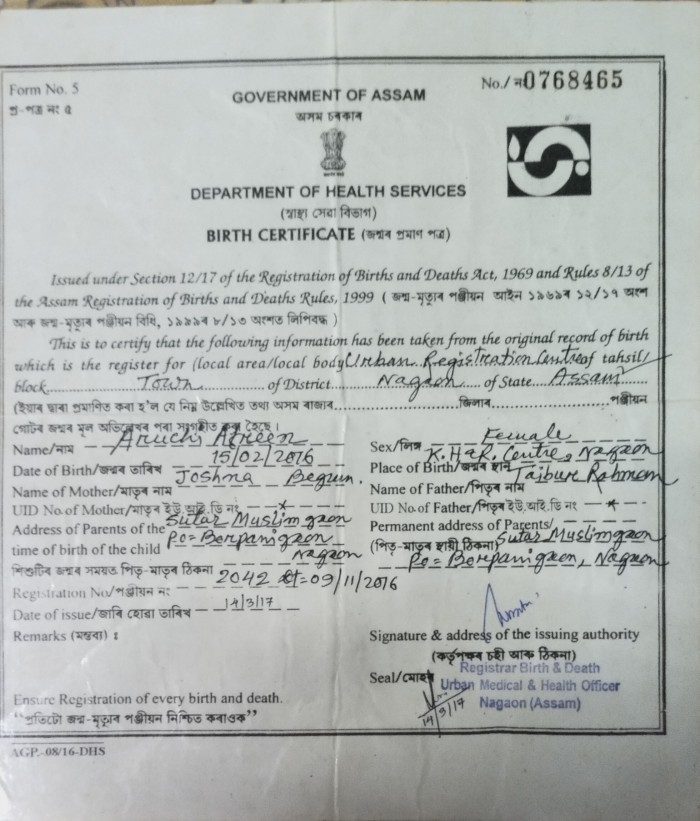 Form No. 5
প্ৰ-পত্ৰ নং ৫
No./ নং 0768465
GOVERNMENT OF ASSAM
অসম চৰকাৰ
DEPARTMENT OF HEALTH SERVICES
(স্বাস্থ্য সেৱা বিভাগ)
BIRTH CERTIFICATE (জন্মৰ প্ৰমাণ পত্ৰ)
Issued under Section 12/17 of the Registration of Births and Deaths Act, 1969 and Rules 8/13 of
the Assam Registration of Births and Deaths Rules, 1999 ( জন্ম-মৃত্যুৰ পঞ্জীয়ন আইন ১৯৬৯ৰ ১২/১৭ অংশ
আৰু জন্ম-মৃত্যুৰ পঞ্জীয়ন বিধি, ১৯৯৯ৰ ৮/১৩ অংশত লিপিবদ্ধ )
This is to certify that the following information has been taken from the original record of birth
which is the register for (local area/local body) Urban Registration Centre of tahsil/
block Town of District Nagaon of State Assam
(ইয়াৰ দ্বাৰা প্ৰমাণিত কৰা হ'ল যে নিম্ন উল্লেখিত তথ্য অসম ৰাজ্যৰ জিলাৰ পঞ্জীয়ন
গোটৰ জন্মৰ মূল অভিলেখৰ পৰা সংগৃহীত কৰা হৈছে।)
Name/নাম Aruchi Afreen
Sex/লিঙ্গ Female
Date of Birth/জন্মৰ তাৰিখ 15/02/2016
Place of Birth/জন্মৰ স্থান K. Hak. Centre, Nagaon
Name of Mother/মাতৃৰ নাম Joshma Begum.
Name of Father/পিতৃৰ নাম Taibur Rahman
UID No. of Mother/মাতৃৰ ইউ.আই.ডি নং
UID No. of Father/পিতৃৰ ইউ.আই.ডি নং
Address of Parents of the Sutar Muslimgaon
time of birth of the child Po= Borpanigaon
Nagaon
শিশুটিৰ জন্মৰ সময়ত পিতৃ-মাতৃৰ ঠিকনা
Permanent address of Parents/
(পিতৃ-মাতৃৰ স্থায়ী ঠিকনা) Sutar Muslimgaon
Po= Borpanigaon, Nagaon
Registration No/পঞ্জীয়ন নং 2042 dt= 09/11/2016
Date of issue/জাৰি হোৱা তাৰিখ 14/3/17
Remarks (মন্তব্য) :
Signature & address of the issuing authority
(কৰ্তৃপক্ষৰ চহী আৰু ঠিকনা)
Seal/মোহৰ
Registrar Birth & Death
Urban Medical & Health Officer
Nagaon (Assam)
14/3/17
Ensure Registration of every birth and death.
“প্ৰতিটো জন্ম-মৃত্যুৰ পঞ্জীয়ন নিশ্চিত কৰাওক”
AGP.-08/16-DHS